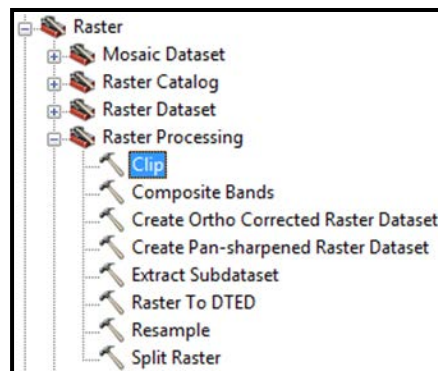 Raster
Mosaic Dataset
Raster Catalog
Raster Dataset
Raster Processing
Clip
Composite Bands
Create Ortho Corrected Raster Dataset
Create Pan-sharpened Raster Dataset
Extract Subdataset
Raster To DTED
Resample
Split Raster